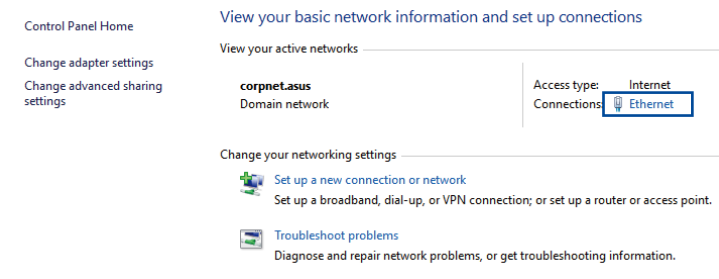 Control Panel Home
Change adapter settings
Change advanced sharing
settings
View your basic network information and set up connections
View your active networks
corpnet.asus
Domain network
Access type: Internet
Connections: Ethernet
Change your networking settings
Set up a new connection or network
Set up a broadband, dial-up, or VPN connection; or set up a router or access point.
Troubleshoot problems
Diagnose and repair network problems, or get troubleshooting information.